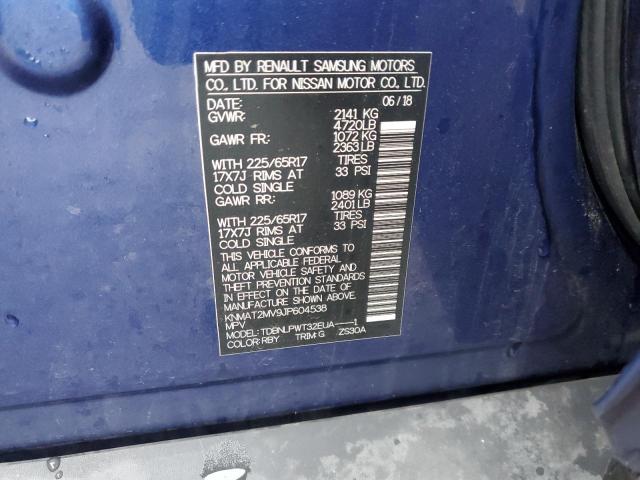 MFD BY RENAULT SAMSUNG MOTORS
CO., LTD. FOR NISSAN MOTOR CO., LTD.
DATE: 06/18
GVWR: 2141 KG
4720LB
GAWR FR: 1072 KG
2363LB
WITH 225/65R17 TIRES
17X7J RIMS AT 33 PSI
COLD SINGLE
GAWR RR: 1089 KG
2401LB
WITH 225/65R17 TIRES
17X7J RIMS AT 33 PSI
COLD SINGLE
THIS VEHICLE CONFORMS TO
ALL APPLICABLE FEDERAL
MOTOR VEHICLE SAFETY AND
THEFT PREVENTION STANDARDS
IN EFFECT ON THE DATE OF
MANUFACTURE SHOWN ABOVE.
KNMAT2MV9JP604538
MPV
MODEL: TDBNLPWT32EUA-----1
COLOR:RBY TRIM:G ZS30A